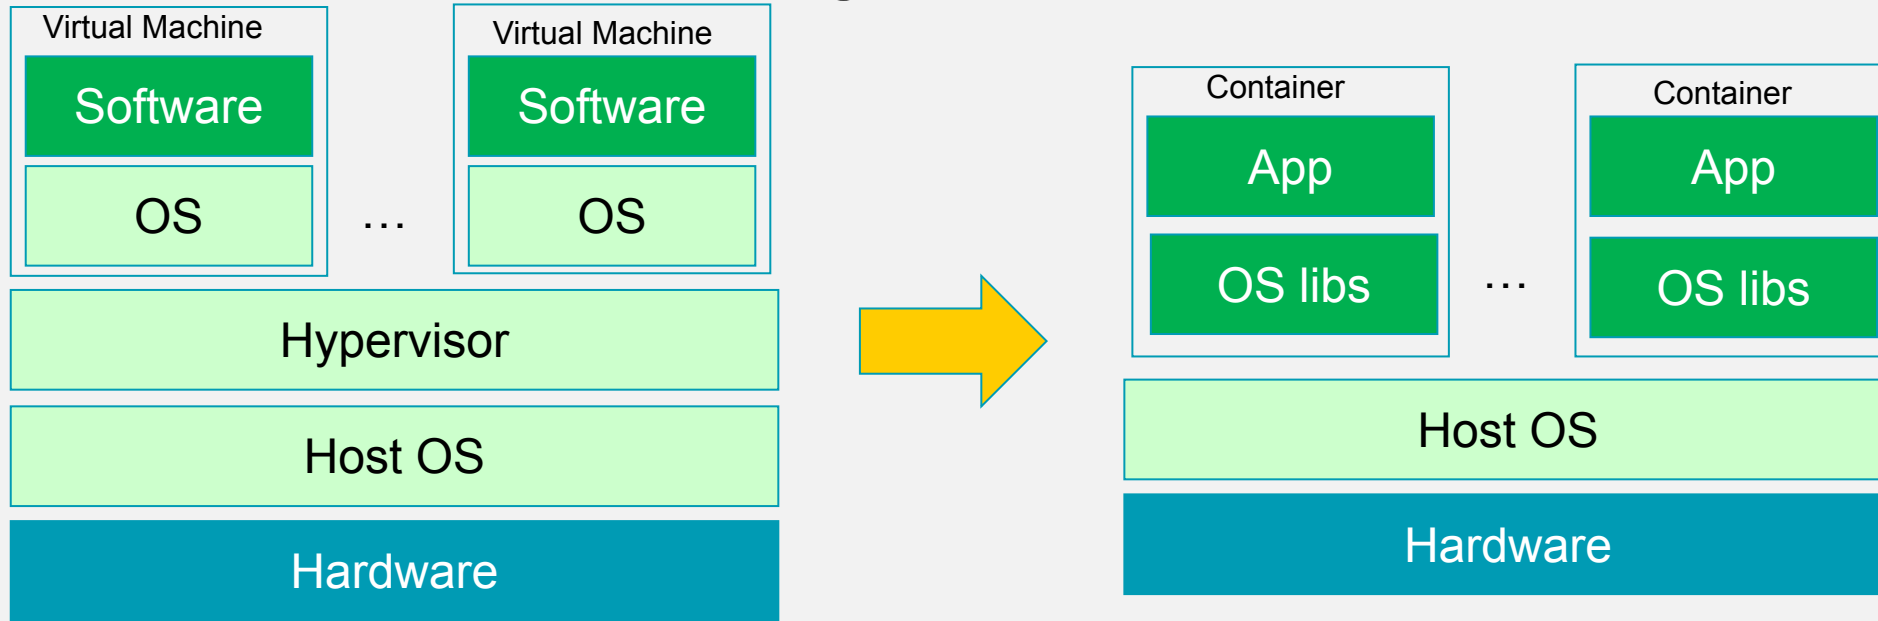 Virtual Machine
Software
OS
...
Virtual Machine
Software
OS
Hypervisor
Host OS
Hardware
Container
App
OS libs
...
Container
App
OS libs
Host OS
Hardware